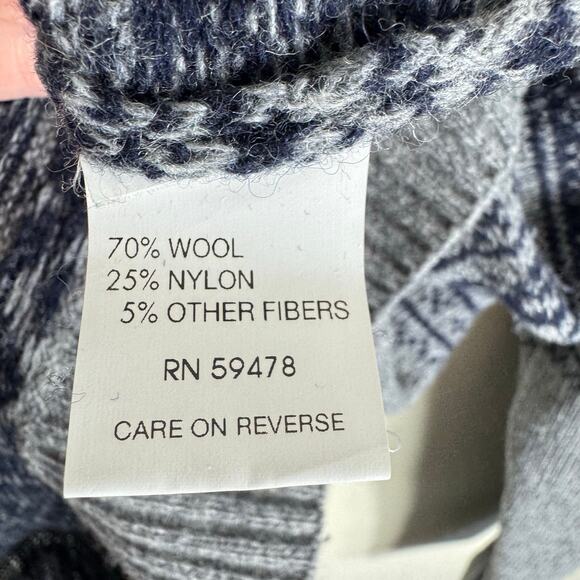 70% WOOL
25% NYLON
5% OTHER FIBERS
RN 59478
CARE ON REVERSE